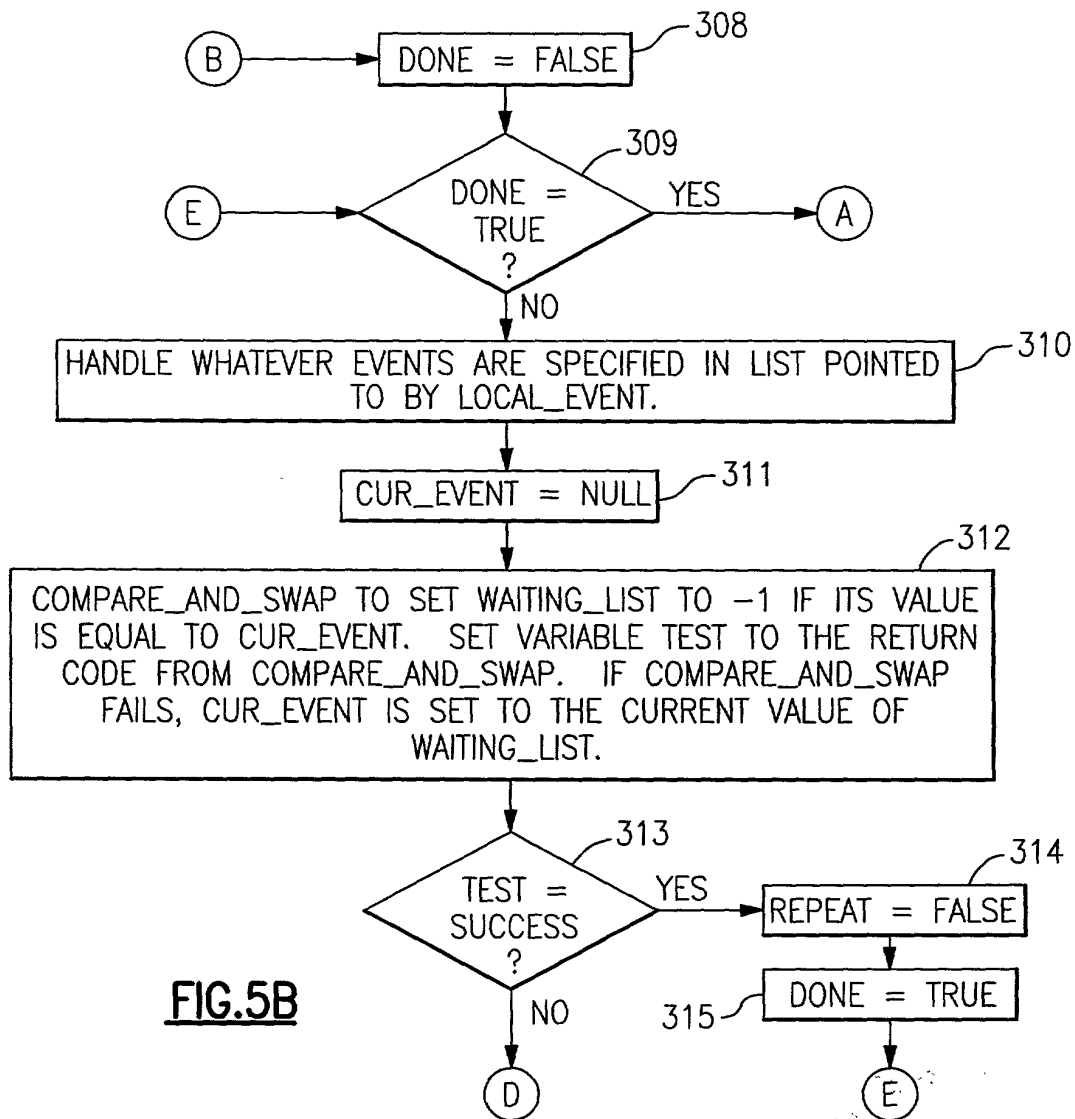 308
B
DONE = FALSE
309
DONE =
TRUE
?
YES
A
E
NO
310
HANDLE WHATEVER EVENTS ARE SPECIFIED IN LIST POINTED
TO BY LOCAL_EVENT.
311
CUR_EVENT = NULL
312
COMPARE_AND_SWAP TO SET WAITING_LIST TO -1 IF ITS VALUE
IS EQUAL TO CUR_EVENT. SET VARIABLE TEST TO THE RETURN
CODE FROM COMPARE_AND_SWAP. IF COMPARE_AND_SWAP
FAILS, CUR_EVENT IS SET TO THE CURRENT VALUE OF
WAITING_LIST.
313
TEST =
SUCCESS
?
YES
314
REPEAT = FALSE
315
DONE = TRUE
NO
FIG.5B
D
E